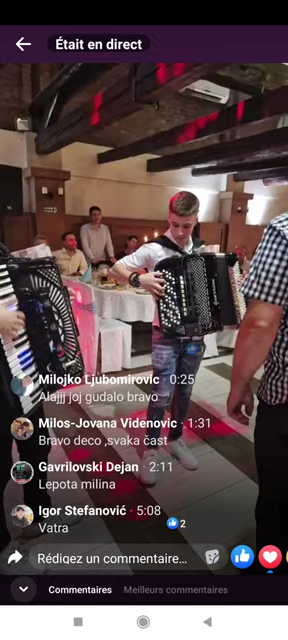 Était en direct
Milojko Ljubomirovic · 0:25
Alajjj joj gudalo bravo
Milos-Jovana Videnovic · 1:31
Bravo deco ,svaka čast
Gavrilovski Dejan · 2:11
Lepota milina
Igor Stefanović · 5:08
Vatra
2
Rédigez un commentaire...
Commentaires Meilleurs commentaires